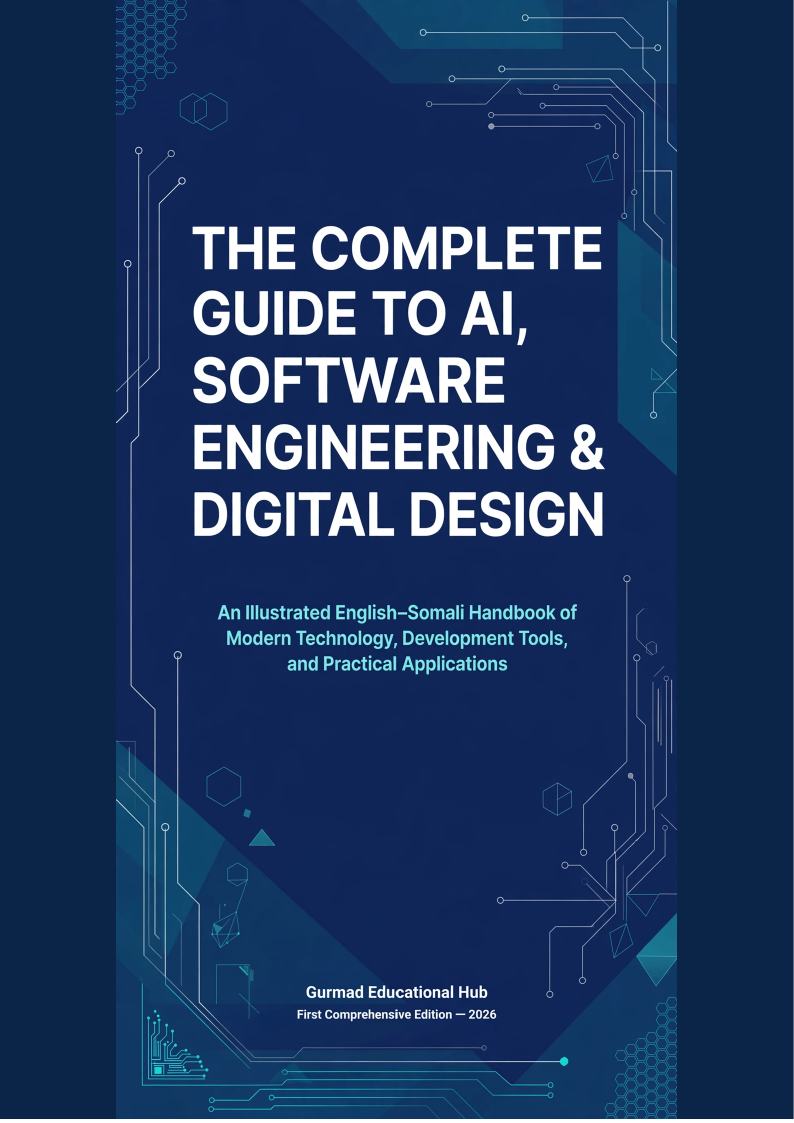 THE COMPLETE
GUIDE TO AI,
SOFTWARE
ENGINEERING &
DIGITAL DESIGN
An Illustrated English–Somali Handbook of
Modern Technology, Development Tools,
and Practical Applications
Gurmad Educational Hub
First Comprehensive Edition — 2026